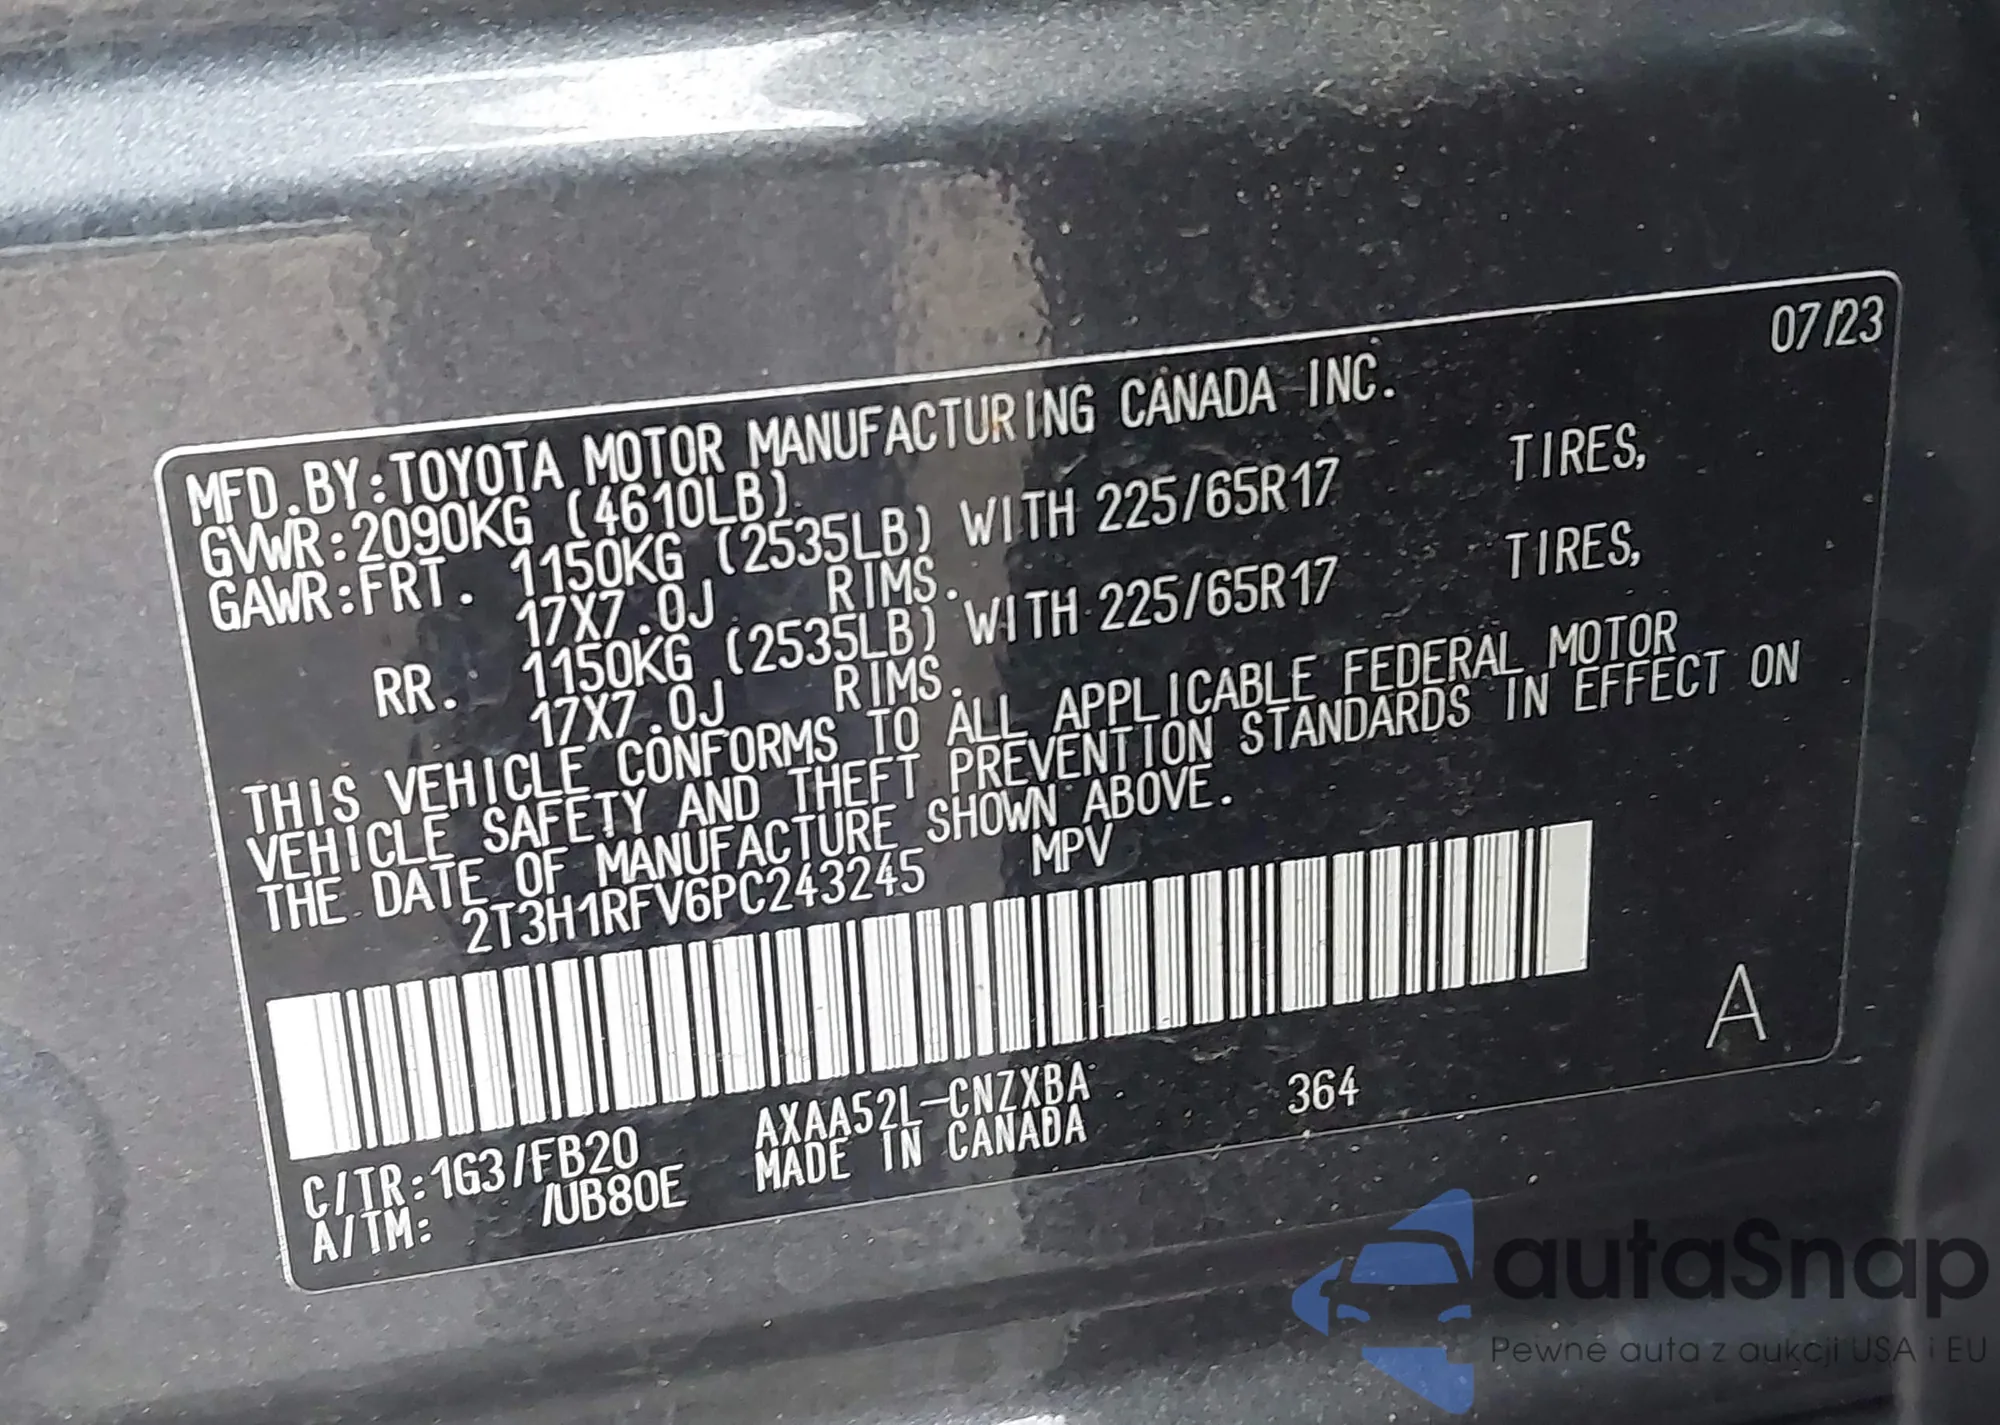 07/23
MFD.BY:TOYOTA MOTOR MANUFACTURING CANADA INC.
GVWR:2090KG (4610LB)
GAWR:FRT. 1150KG (2535LB) WITH 225/65R17 TIRES,
17X7.0J RIMS.
RR. 1150KG (2535LB) WITH 225/65R17 TIRES,
17X7.0J RIMS.
THIS VEHICLE CONFORMS TO ALL APPLICABLE FEDERAL MOTOR
VEHICLE SAFETY AND THEFT PREVENTION STANDARDS IN EFFECT ON
THE DATE OF MANUFACTURE SHOWN ABOVE.
2T3H1RFV6PC243245 MPV
A
C/TR:1G3/FB20 AXAA52L-CNZXBA 364
A/TM: /UB80E MADE IN CANADA
autaSnap
Pewne auta z aukcji USA i EU